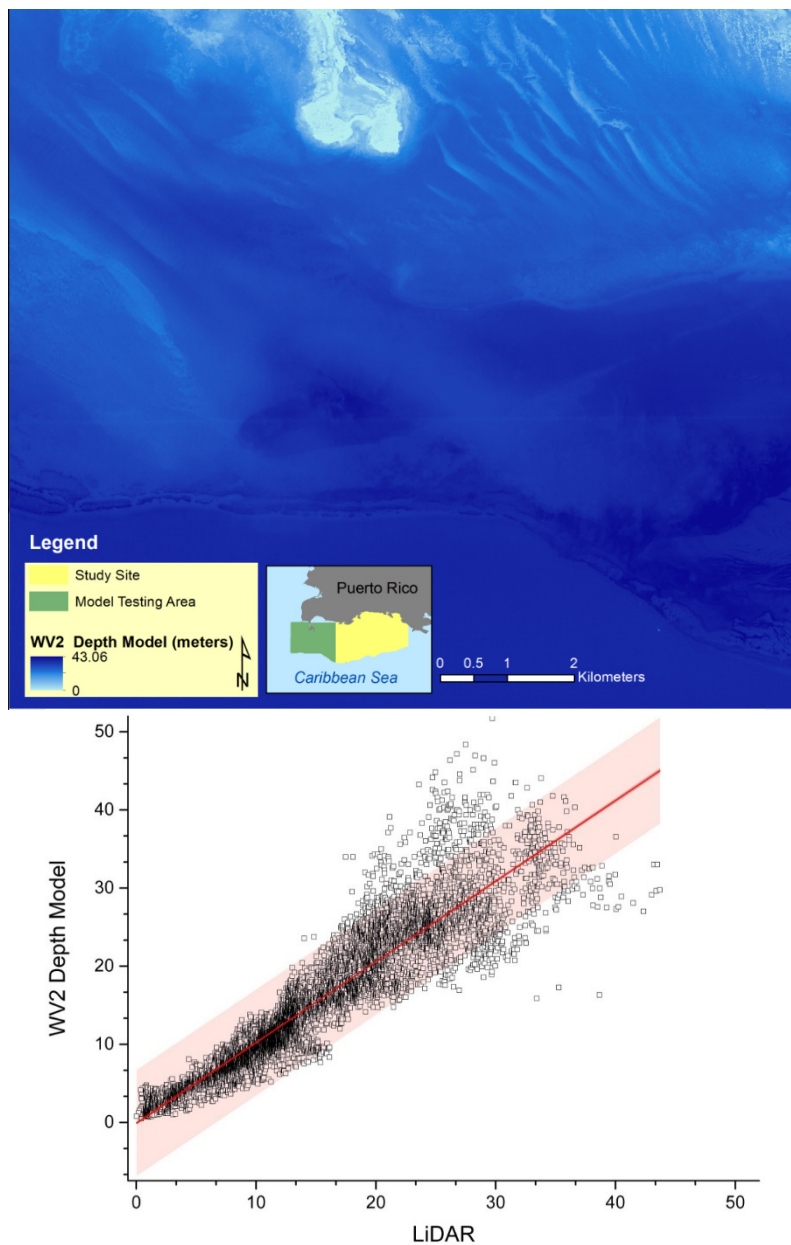 Legend
Study Site
Model Testing Area
WV2 Depth Model (meters)
43.06
0
N
Puerto Rico
Caribbean Sea
0 0.5 1 2
Kilometers
50
40
30
20
10
0
WV2 Depth Model
0 10 20 30 40 50
LiDAR